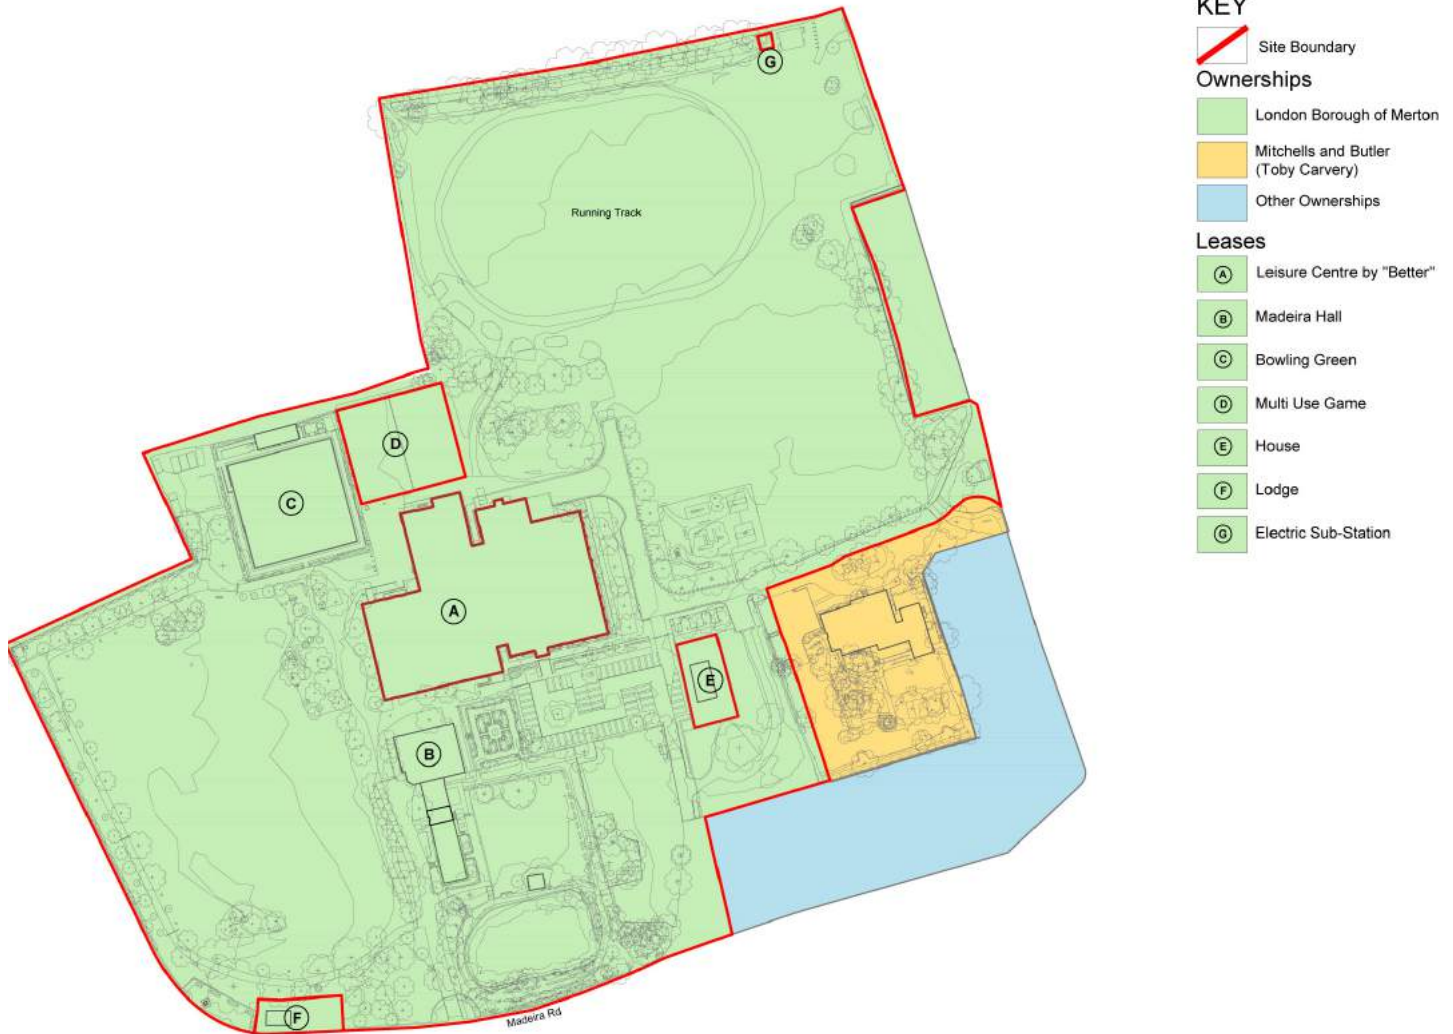 KEY
Site Boundary
Ownerships
London Borough of Merton
Mitchells and Butler
(Toby Carvery)
Other Ownerships
Leases
A Leisure Centre by "Better"
B Madeira Hall
C Bowling Green
D Multi Use Game
E House
F Lodge
G Electric Sub-Station
G
Running Track
D
C
A
E
B
F
Madeira Rd